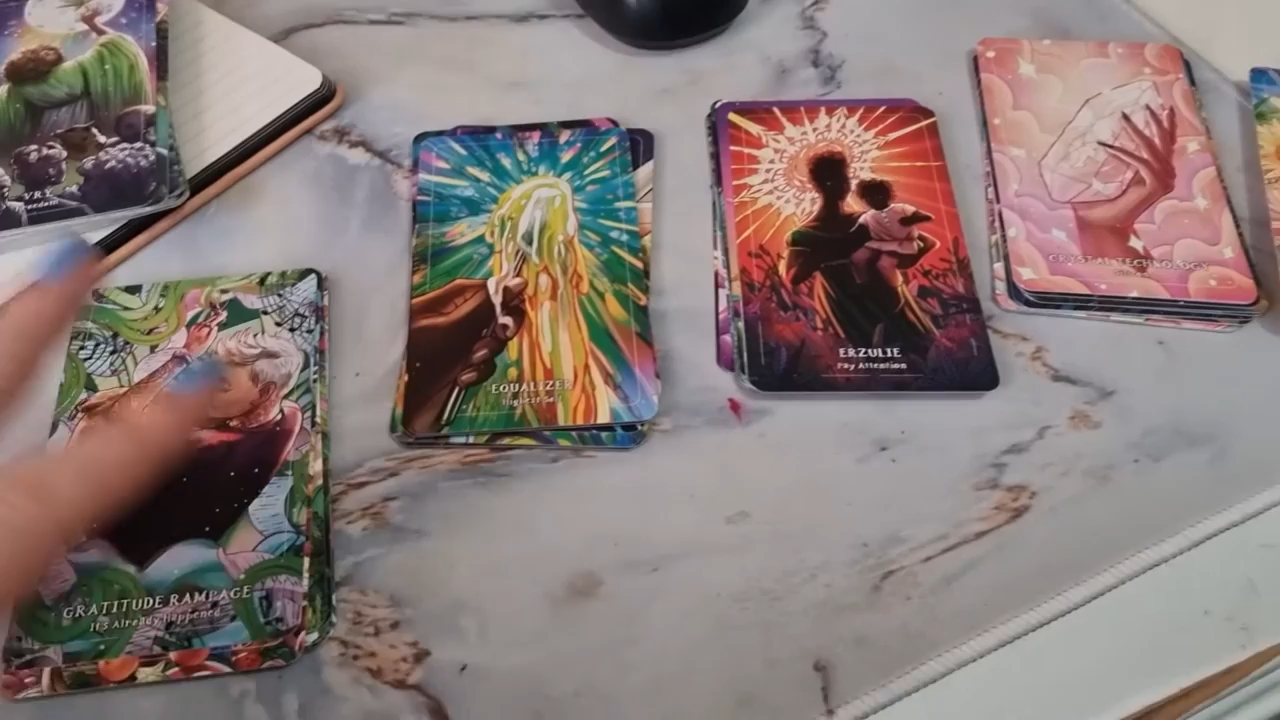 GRATITUDE RAMPAGE
It's Already Happened
EQUALIZER
Highest Self
ERZULIE
Pay Attention
CRYSTAL TECHNOLOGY